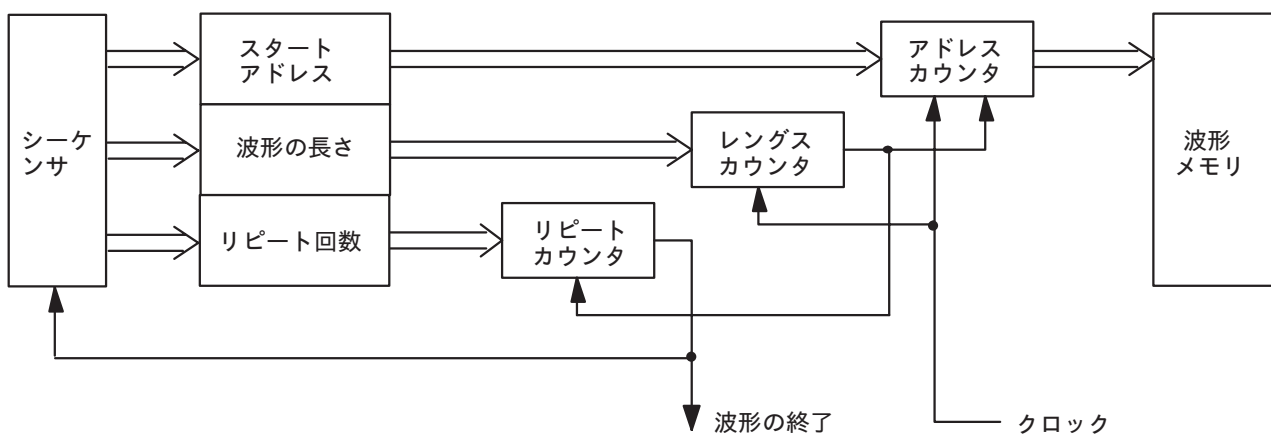 シーケ
ンサ
スタート
アドレス
波形の長さ
リピート回数
リピート
カウンタ
レングス
カウンタ
アドレス
カウンタ
波形
メモリ
波形の終了
クロック